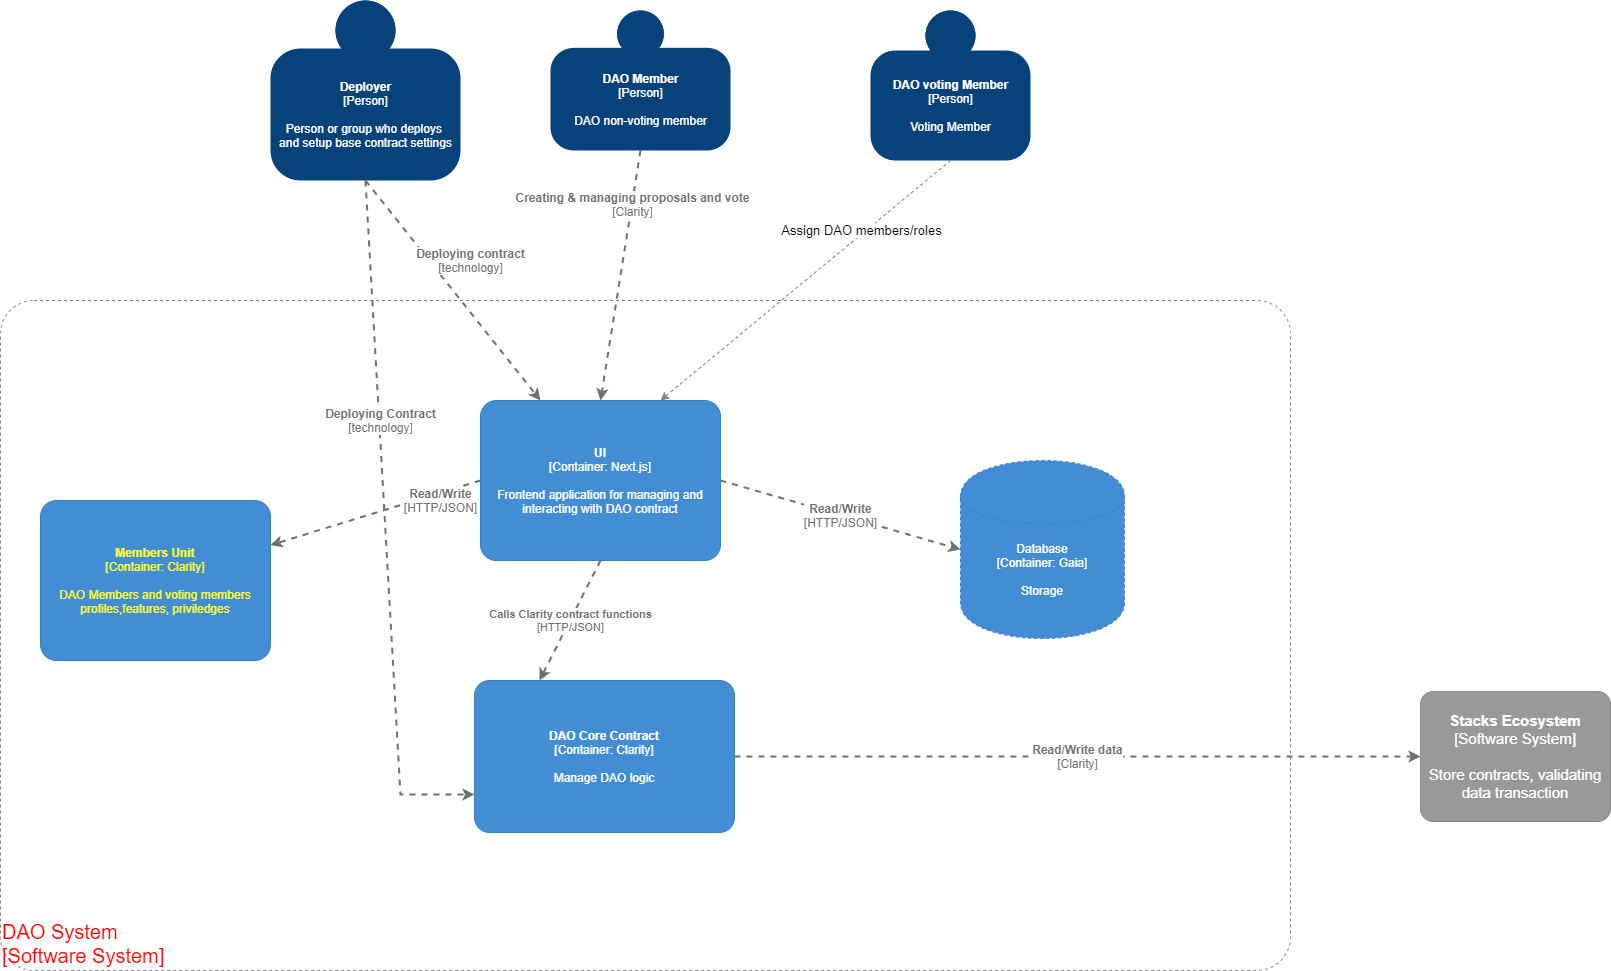 Deployer
[Person]
Person or group who deploys
and setup base contract settings
DAO Member
[Person]
DAO non-voting member
DAO voting Member
[Person]
Voting Member
Creating & managing proposals and vote
[Clarity]
Assign DAO members/roles
Deploying contract
[technology]
Deploying Contract
[technology]
UI
[Container: Next.js]
Frontend application for managing and
interacting with DAO contract
Read/Write
[HTTP/JSON]
Read/Write
[HTTP/JSON]
Members Unit
[Container: Clarity]
DAO Members and voting members
profiles,features, priviledges
Database
[Container: Gaia]
Storage
Calls Clarity contract functions
[HTTP/JSON]
DAO Core Contract
[Container: Clarity]
Manage DAO logic
Read/Write data
[Clarity]
Stacks Ecosystem
[Software System]
Store contracts, validating
data transaction
DAO System
[Software System]